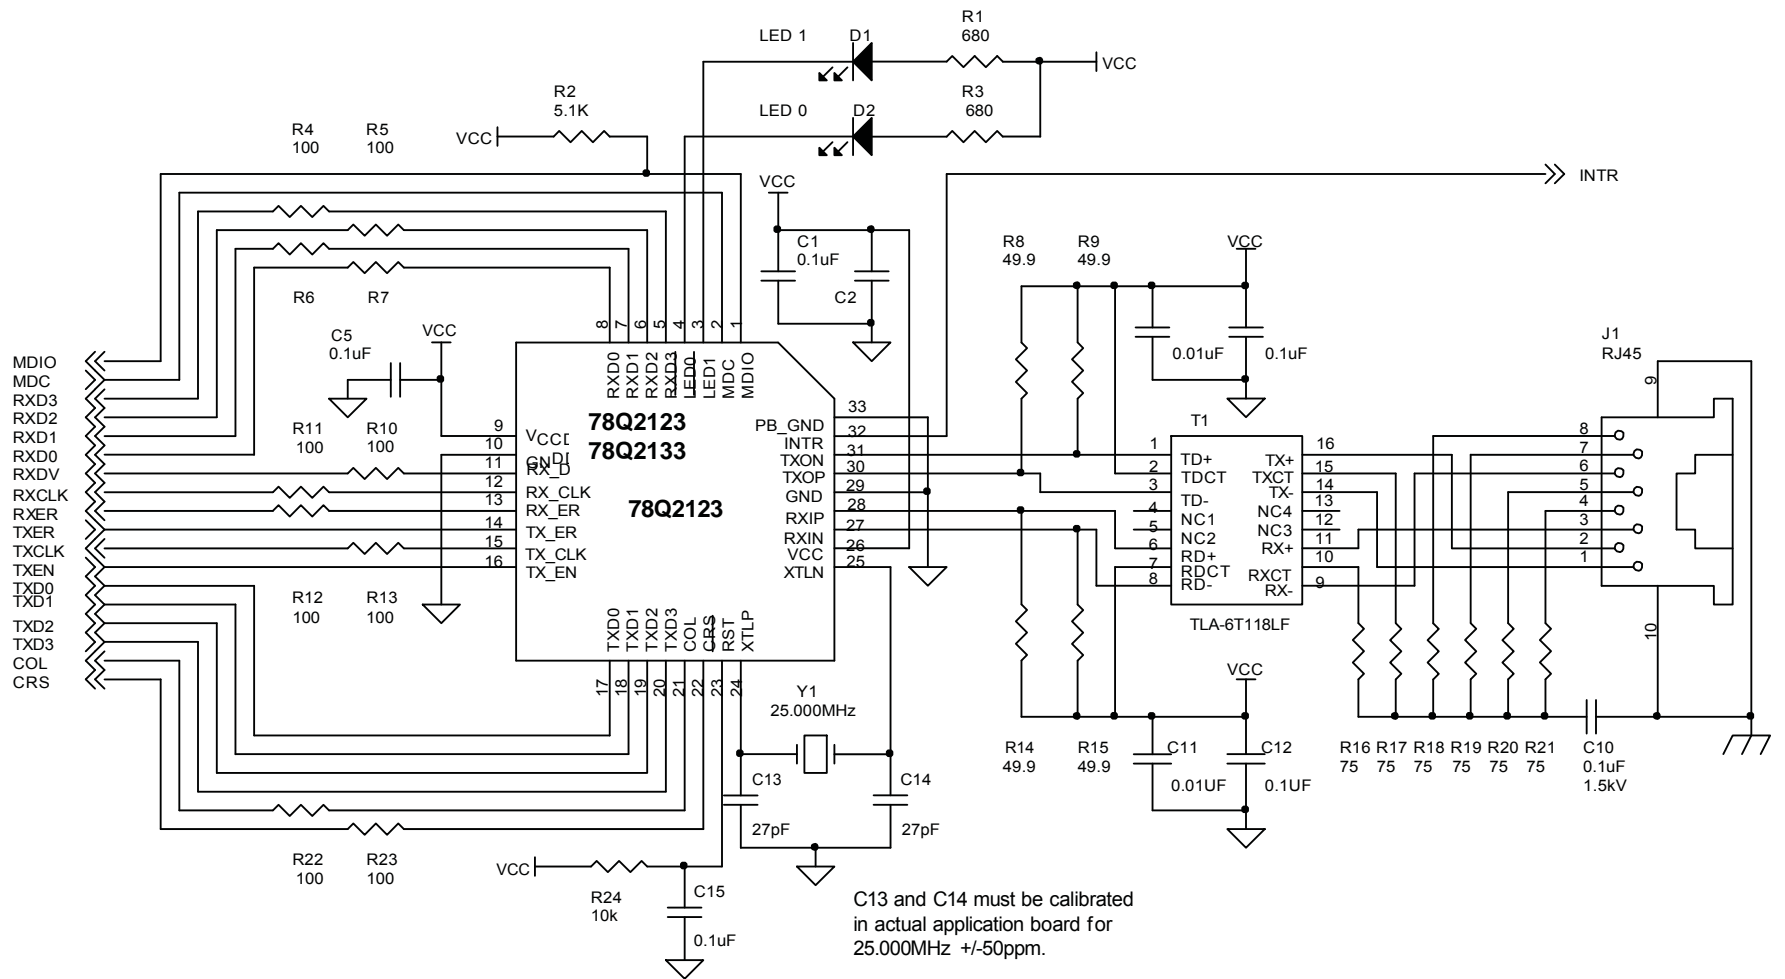 LED 1 D1 R1
680
VCC
LED 0 D2 R3
680
R2
5.1K
VCC
R4 R5
100 100
INTR
VCC
C1
0.1uF
C2
R6 R7
C5
0.1uF
VCC
R8 R9
49.9 49.9
VCC
0.01uF 0.1uF
J1
RJ45
MDIO
MDC
RXD3
RXD2
RXD1
RXD0
RXDV
RXCLK
RXER
TXER
TXCLK
TXEN
TXD0
TXD1
TXD2
TXD3
COL
CRS
8 7 6 5 4 3 2 1
RXD0 RXD1 RXD2 RXD3 LED0 LED1 MDC MDIO
78Q2123
78Q2133
78Q2123
R11 R10
100 100
9 VCCD
10 GNDD
11 RX_D
12 RX_CLK
13 RX_ER
14 TX_ER
15 TX_CLK
16 TX_EN
R12 R13
100 100
PB_GND 33
INTR 32
TXON 31
TXOP 30
GND 29
RXIP 28
RXIN 27
VCC 26
XTLN 25
TXD0 TXD1 TXD2 TXD3 COL CRS RST XTLP
17 18 19 20 21 22 23 24
T1
1 TD+
2 TDCT
3 TD-
4 NC1
5 NC2
6 RD+
7 RDCT
8 RD-
TX+ 16
TXCT 15
TX- 14
NC4 13
NC3 12
RX+ 11
RXCT 10
RX- 9
TLA-6T118LF
9
8
7
6
5
4
3
2
1
10
VCC
Y1
25.000MHz
C13
27pF
C14
27pF
R14 R15
49.9 49.9
C11
0.01UF
C12
0.1UF
R16 R17 R18 R19 R20 R21
75 75 75 75 75 75
C10
0.1uF
1.5kV
R22 R23
100 100
VCC
R24
10k
C15
0.1uF
C13 and C14 must be calibrated
in actual application board for
25.000MHz +/-50ppm.